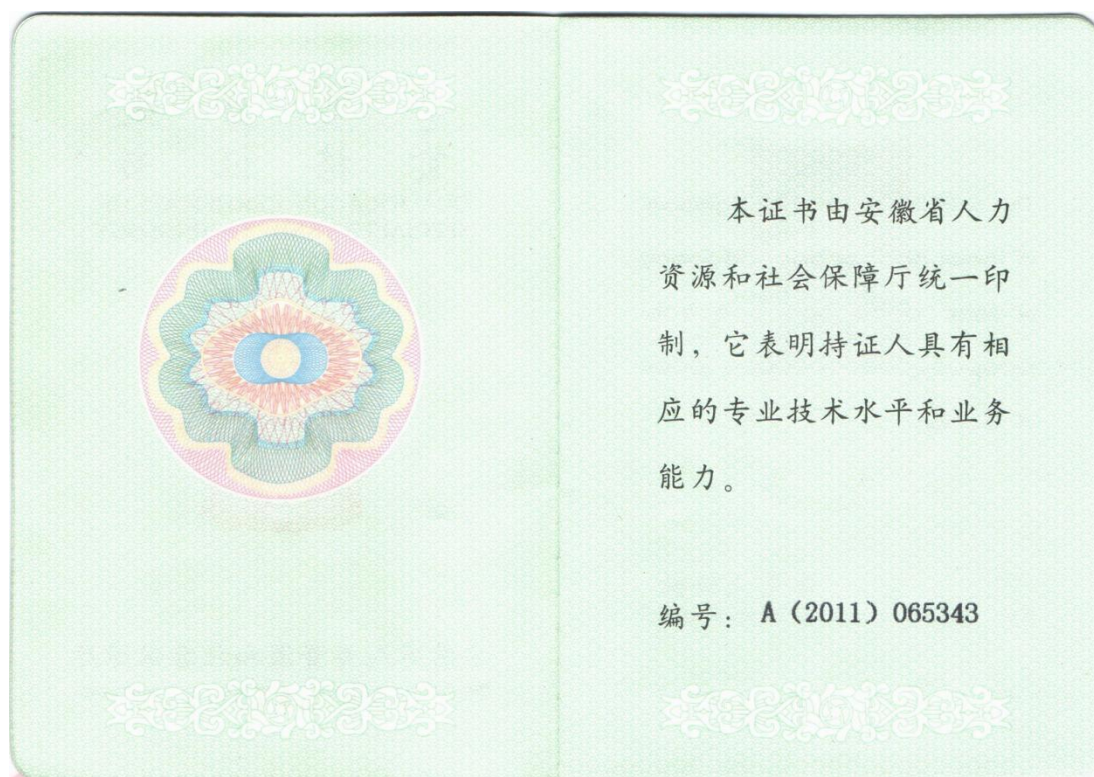 本证书由安徽省人力
资源和社会保障厅统一印
制，它表明持证人具有相
应的专业技术水平和业务
能力。
编号： A（2011）065343